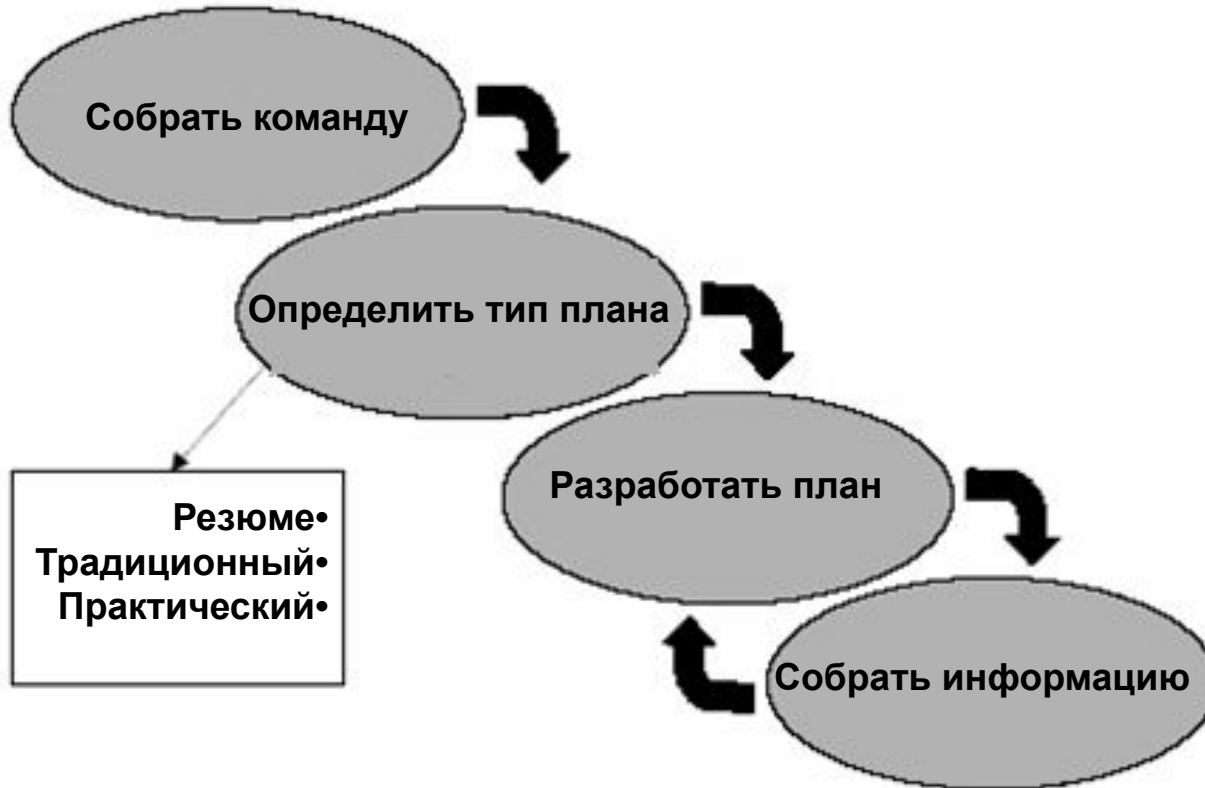 Собрать команду
Определить тип плана
Разработать план
Резюме•
Традиционный•
Практический•
Собрать информацию